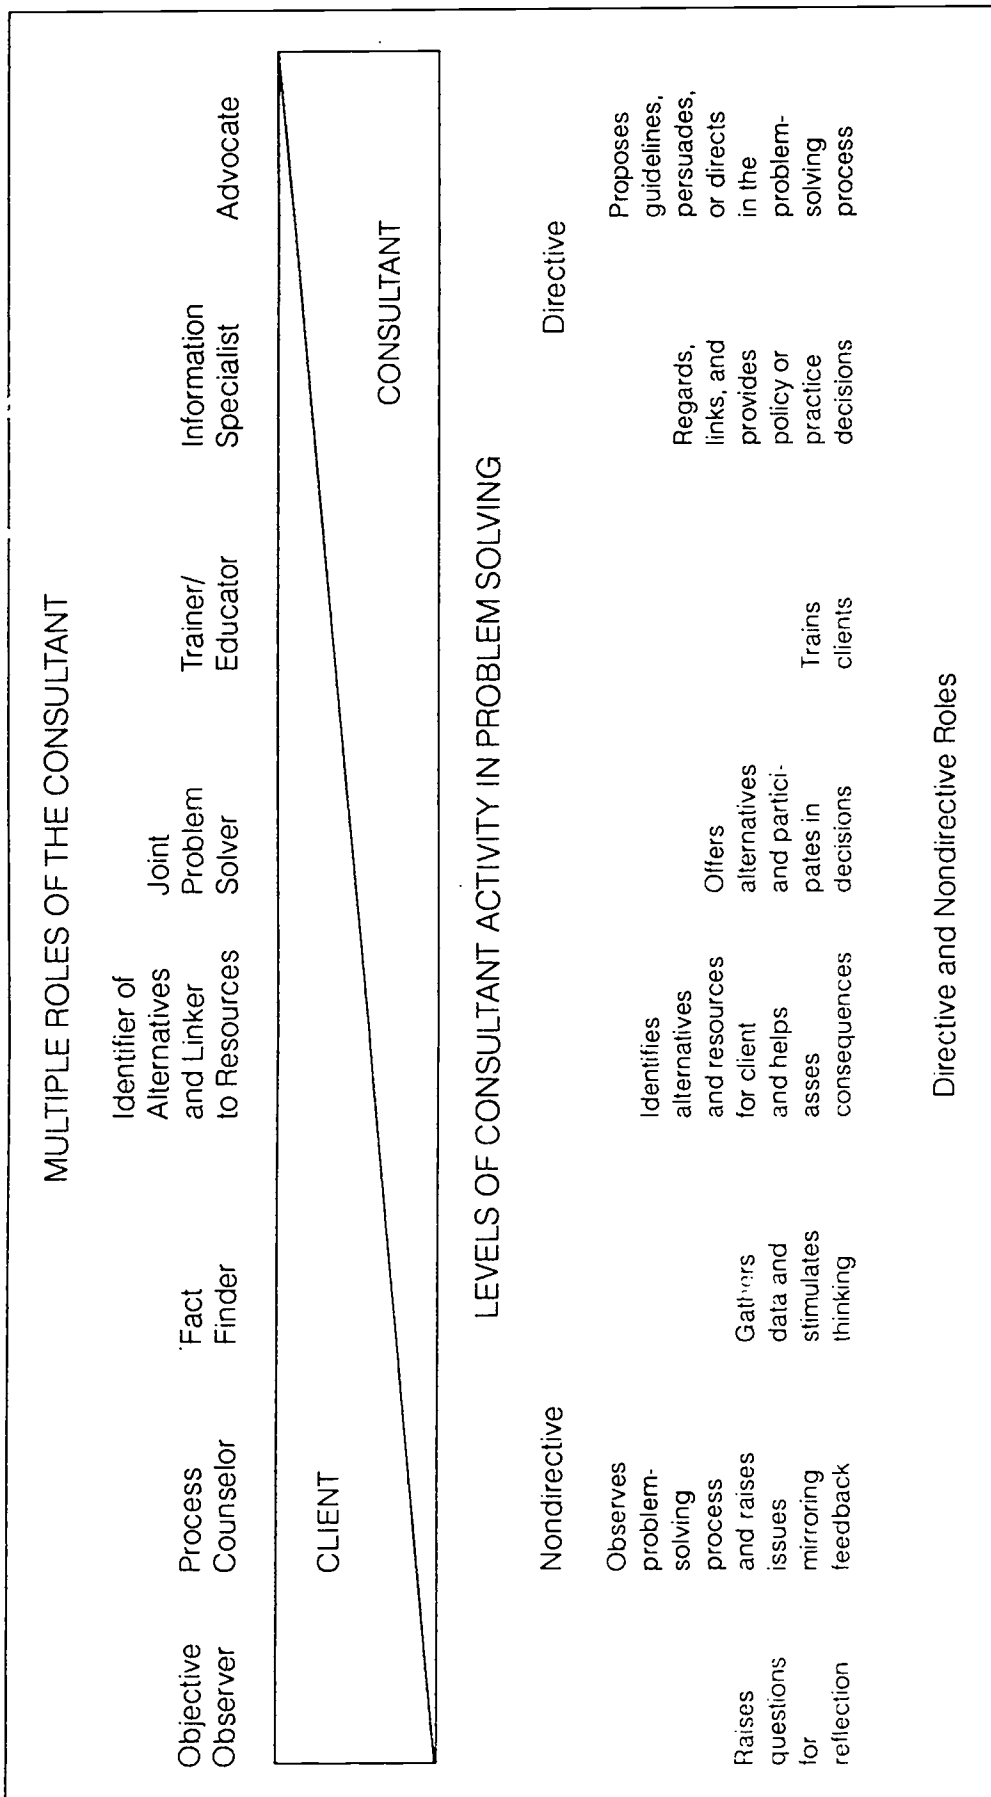 MULTIPLE ROLES OF THE CONSULTANT
Objective
Observer
Process
Counselor
Fact
Finder
Identifier of
Alternatives
and Linker
to Resources
Joint
Problem
Solver
Trainer/
Educator
Information
Specialist
Advocate
CLIENT
CONSULTANT
LEVELS OF CONSULTANT ACTIVITY IN PROBLEM SOLVING
Nondirective
Directive
Raises
questions
for
reflection
Observes
problem-
solving
process
and raises
issues
mirroring
feedback
Gathers
data and
stimulates
thinking
Identifies
alternatives
and resources
for client
and helps
asses
consequences
Offers
alternatives
and partici-
pates in
decisions
Trains
clients
Regards,
links, and
provides
policy or
practice
decisions
Proposes
guidelines,
persuades,
or directs
in the
problem-
solving
process
Directive and Nondirective Roles